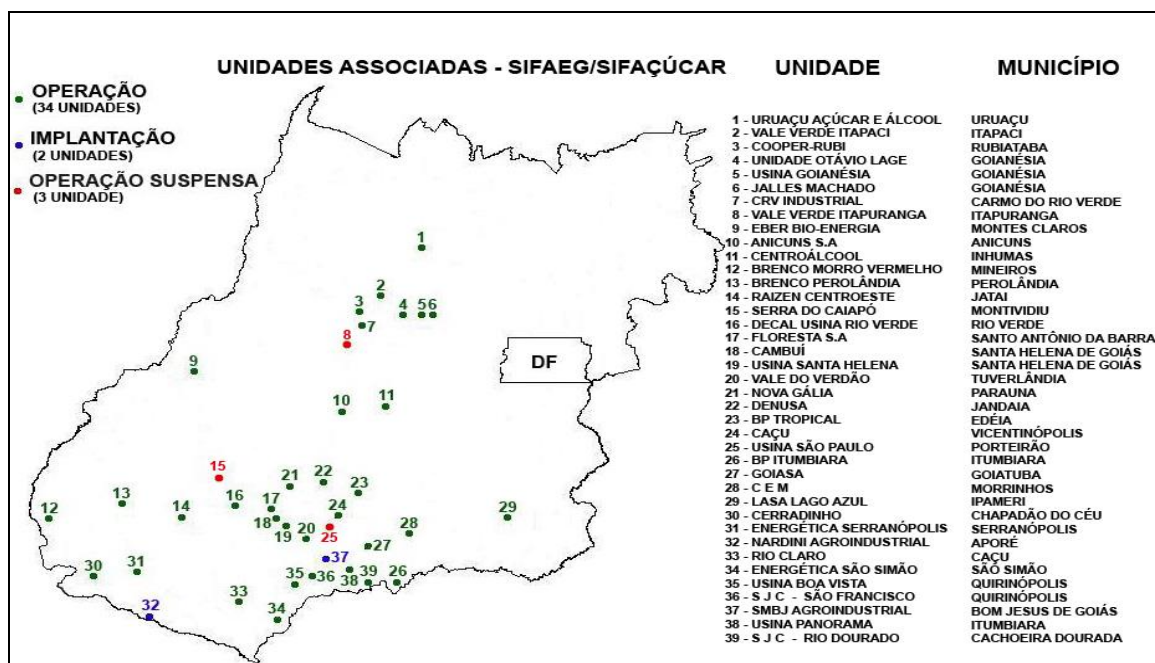 UNIDADES ASSOCIADAS - SIFAEG/SIFAÇÚCAR
UNIDADE MUNICÍPIO
OPERAÇÃO
(34 UNIDADES)
IMPLANTAÇÃO
(2 UNIDADES)
OPERAÇÃO SUSPENSA
(3 UNIDADE)
1 - URUAÇU AÇÚCAR E ÁLCOOL URUAÇU
2 - VALE VERDE ITAPACI ITAPACI
3 - COOPER-RUBI RUBIATABA
4 - UNIDADE OTÁVIO LAGE GOIANÉSIA
5 - USINA GOIANÉSIA GOIANÉSIA
6 - JALLES MACHADO GOIANÉSIA
7 - CRV INDUSTRIAL CARMO DO RIO VERDE
8 - VALE VERDE ITAPURANGA ITAPURANGA
9 - EBER BIO-ENERGIA MONTES CLAROS
10 - ANICUNS S.A ANICUNS
11 - CENTROÁLCOOL INHUMAS
12 - BRENCO MORRO VERMELHO MINEIROS
13 - BRENCO PEROLÂNDIA PEROLÂNDIA
14 - RAIZEN CENTROESTE JATAI
15 - SERRA DO CAIAPÓ MONTIVIDIU
16 - DECAL USINA RIO VERDE RIO VERDE
17 - FLORESTA S.A SANTO ANTÔNIO DA BARRA
18 - CAMBUÍ SANTA HELENA DE GOIÁS
19 - USINA SANTA HELENA SANTA HELENA DE GOIÁS
20 - VALE DO VERDÃO TUVERLÂNDIA
21 - NOVA GÁLIA PARAUNA
22 - DENUSA JANDAIA
23 - BP TROPICAL EDÉIA
24 - CAÇU VICENTINÓPOLIS
25 - USINA SÃO PAULO PORTEIRÃO
26 - BP ITUMBIARA ITUMBIARA
27 - GOIASA GOIATUBA
28 - C E M MORRINHOS
29 - LASA LAGO AZUL IPAMERI
30 - CERRADINHO CHAPADÃO DO CÉU
31 - ENERGÉTICA SERRANÓPOLIS SERRANÓPOLIS
32 - NARDINI AGROINDUSTRIAL APORÉ
33 - RIO CLARO CAÇU
34 - ENERGÉTICA SÃO SIMÃO SÃO SIMÃO
35 - USINA BOA VISTA QUIRINÓPOLIS
36 - S J C - SÃO FRANCISCO QUIRINÓPOLIS
37 - SMBJ AGROINDUSTRIAL BOM JESUS DE GOIÁS
38 - USINA PANORAMA ITUMBIARA
39 - S J C - RIO DOURADO CACHOEIRA DOURADA
1
2
3
4
5 6
7
8
DF
9
10
11
15
22
21
23
13
16
17
24
12
14
18
19
20
25
28
29
27
37
31
30
35
36
38
39
26
33
32
34